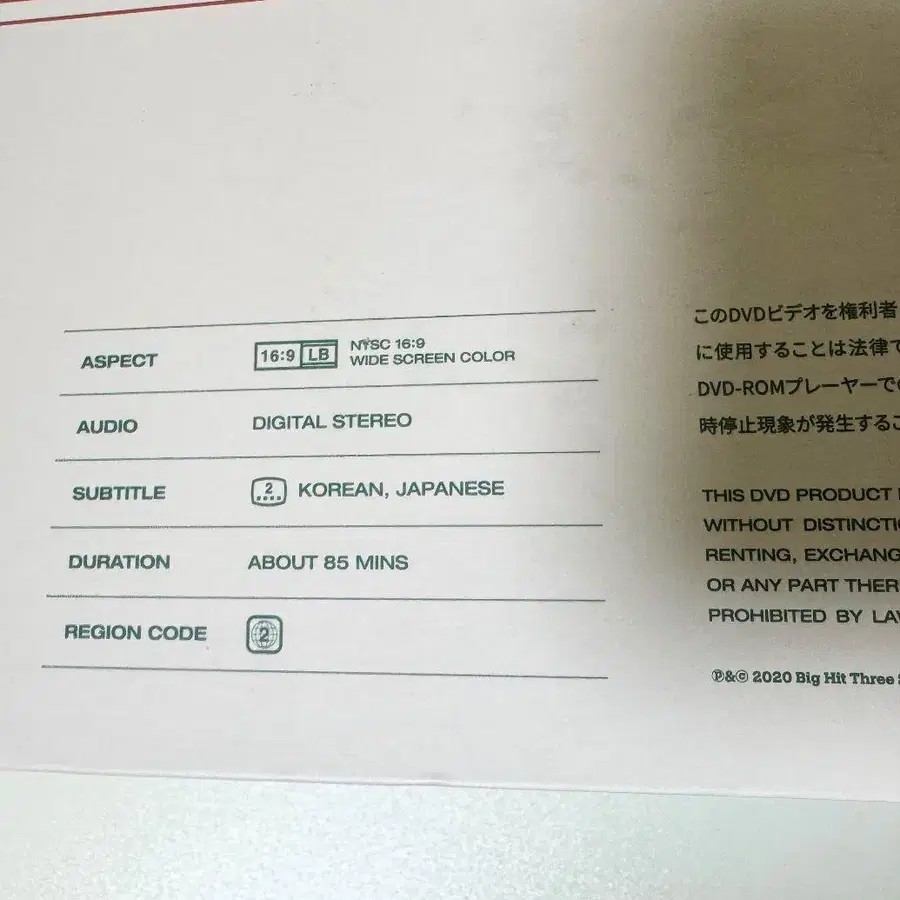 ASPECT
16:9 LB
NTSC 16:9
WIDE SCREEN COLOR
AUDIO
DIGITAL STEREO
SUBTITLE
2 KOREAN, JAPANESE
DURATION
ABOUT 85 MINS
REGION CODE
2
このDVDビデオを権利者
に使用することは法律で
DVD-ROMプレーヤーで
時停止現象が発生するこ
THIS DVD PRODUCT
WITHOUT DISTINCTI
RENTING, EXCHANG
OR ANY PART THER
PROHIBITED BY LA
℗&© 2020 Big Hit Three